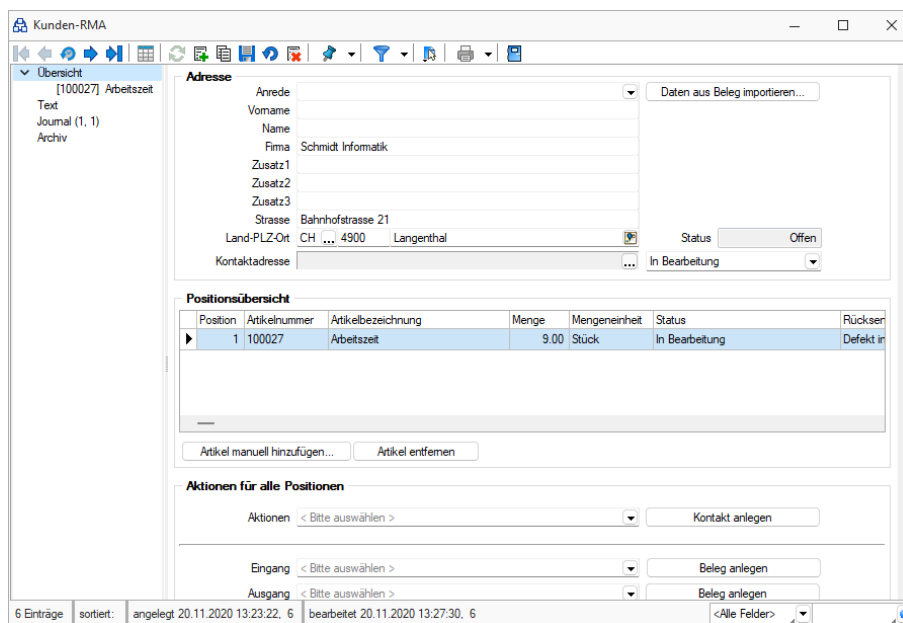 Kunden-RMA
Übersicht
[100027] Arbeitszeit
Text
Journal (1, 1)
Archiv
Adresse
Anrede
Daten aus Beleg importieren...
Vorname
Name
Firma Schmidt Informatik
Zusatz1
Zusatz2
Zusatz3
Strasse Bahnhofstrasse 21
Land-PLZ-Ort CH ... 4900 Langenthal Status Offen
Kontaktadresse ... In Bearbeitung
Positionsübersicht
Position Artikelnummer Artikelbezeichnung Menge Mengeneinheit Status Rücksen
1 100027 Arbeitszeit 9.00 Stück In Bearbeitung Defekt in
Artikel manuell hinzufügen... Artikel entfernen
Aktionen für alle Positionen
Aktionen < Bitte auswählen > Kontakt anlegen
Eingang < Bitte auswählen > Beleg anlegen
Ausgang < Bitte auswählen > Beleg anlegen
6 Einträge sortiert: angelegt 20.11.2020 13:23:22, 6 bearbeitet 20.11.2020 13:27:30, 6 <Alle Felder>